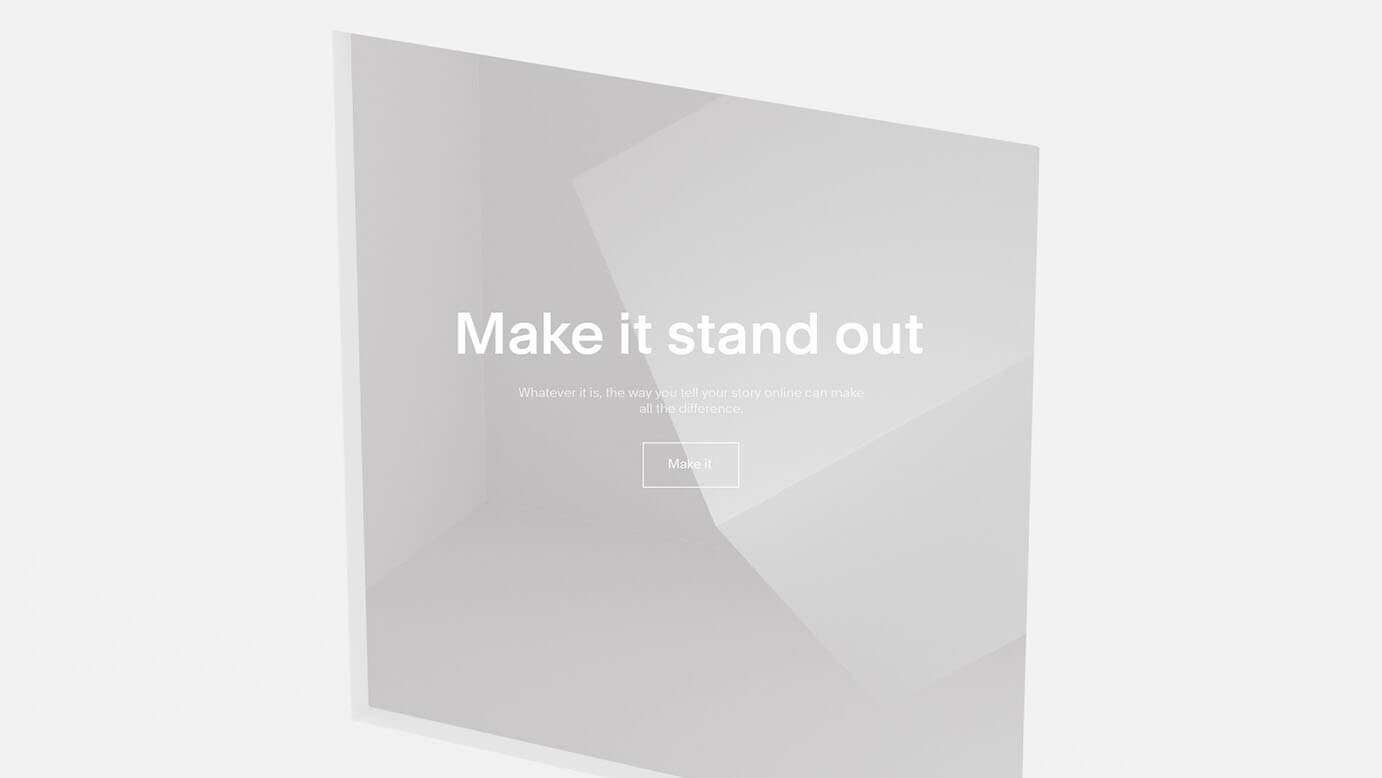 Make it stand out
Whatever it is, the way you tell your story online can make
all the difference.
Make it